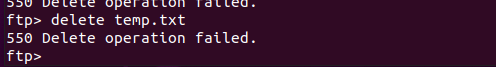 550 Delete operation failed.
ftp> delete temp.txt
550 Delete operation failed.
ftp>